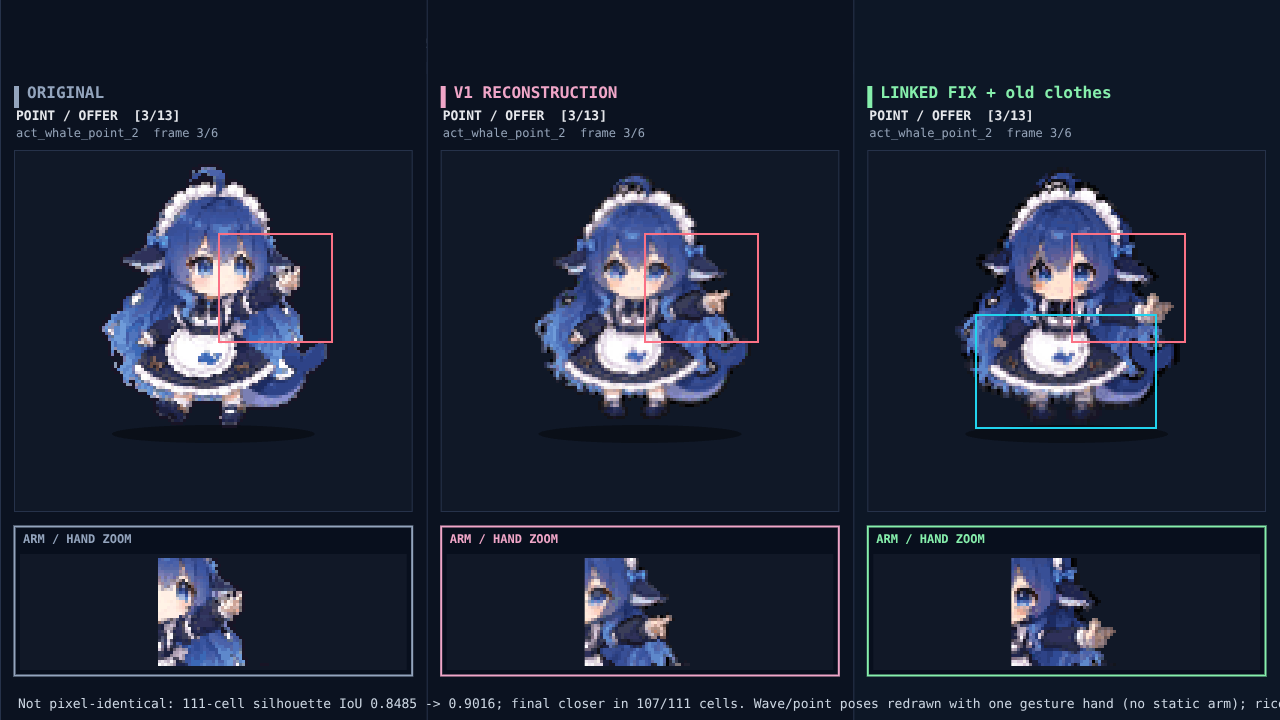 ORIGINAL
POINT / OFFER [3/13]
act_whale_point_2 frame 3/6
ARM / HAND ZOOM
V1 RECONSTRUCTION
POINT / OFFER [3/13]
act_whale_point_2 frame 3/6
ARM / HAND ZOOM
LINKED FIX + old clothes
POINT / OFFER [3/13]
act_whale_point_2 frame 3/6
ARM / HAND ZOOM
Not pixel-identical: 111-cell silhouette IoU 0.8485 -> 0.9016; final closer in 107/111 cells. Wave/point poses redrawn with one gesture hand (no static arm);